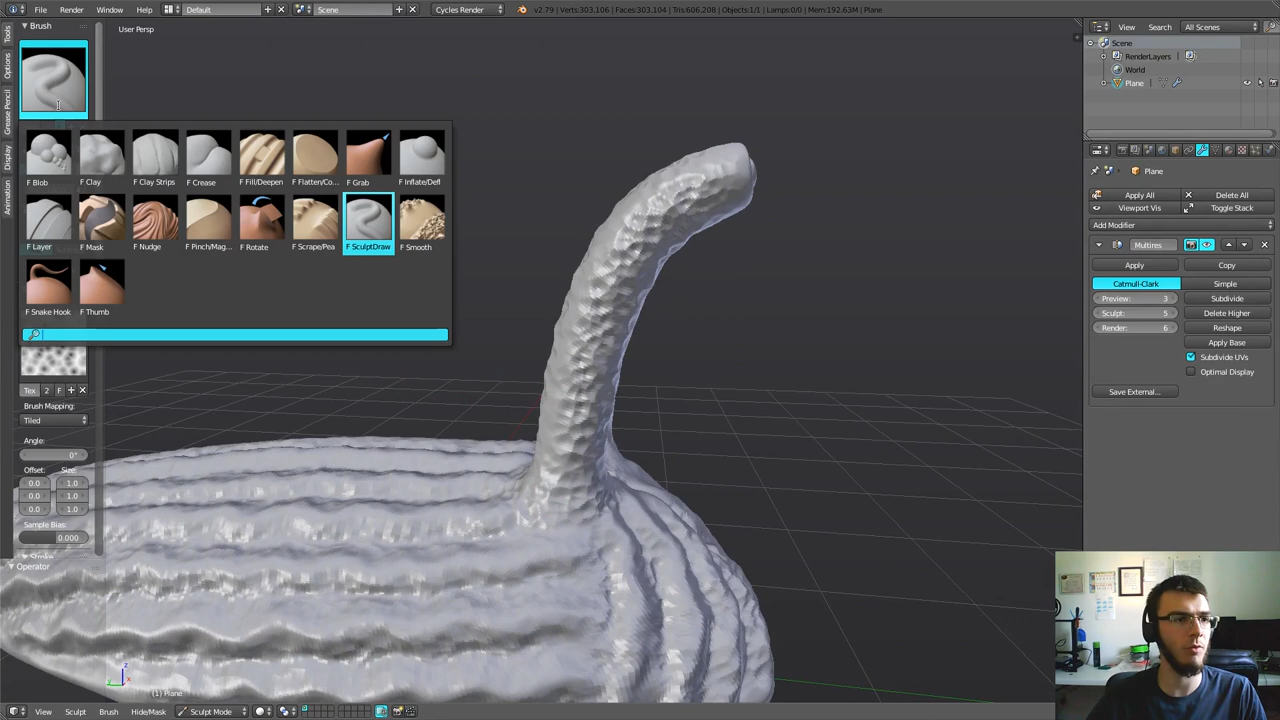 File Render Window Help Default Scene Cycles Render v2.79 | Verts:303,106 | Faces:303,104 | Tris:606,208 | Objects:1/1 | Lamps:0/0 | Mem:192.63M | Plane
Brush
User Persp
Tools
Options
Grease Pencil
Display
Animation
F Blob F Clay F Clay Strips F Crease F Fill/Deepen F Flatten/Co... F Grab F Inflate/Defl
F Layer F Mask F Nudge F Pinch/Mag... F Rotate F Scrape/Pea F SculptDraw F Smooth
F Snake Hook F Thumb
Tex 2 F
Brush Mapping:
Tiled
Angle:
0°
Offset: Size:
0.0 1.0
0.0 1.0
0.0 1.0
Sample Bias:
0.000
Operator
(1) Plane
View Sculpt Brush Hide/Mask Sculpt Mode
View Search All Scenes
Scene
RenderLayers
World
Plane
Plane
Apply All Delete All
Viewport Vis Toggle Stack
Add Modifier
Multires
Apply Copy
Catmull-Clark Simple
Preview: 3 Subdivide
Sculpt: 5 Delete Higher
Render: 6 Reshape
Apply Base
Subdivide UVs
Optimal Display
Save External...